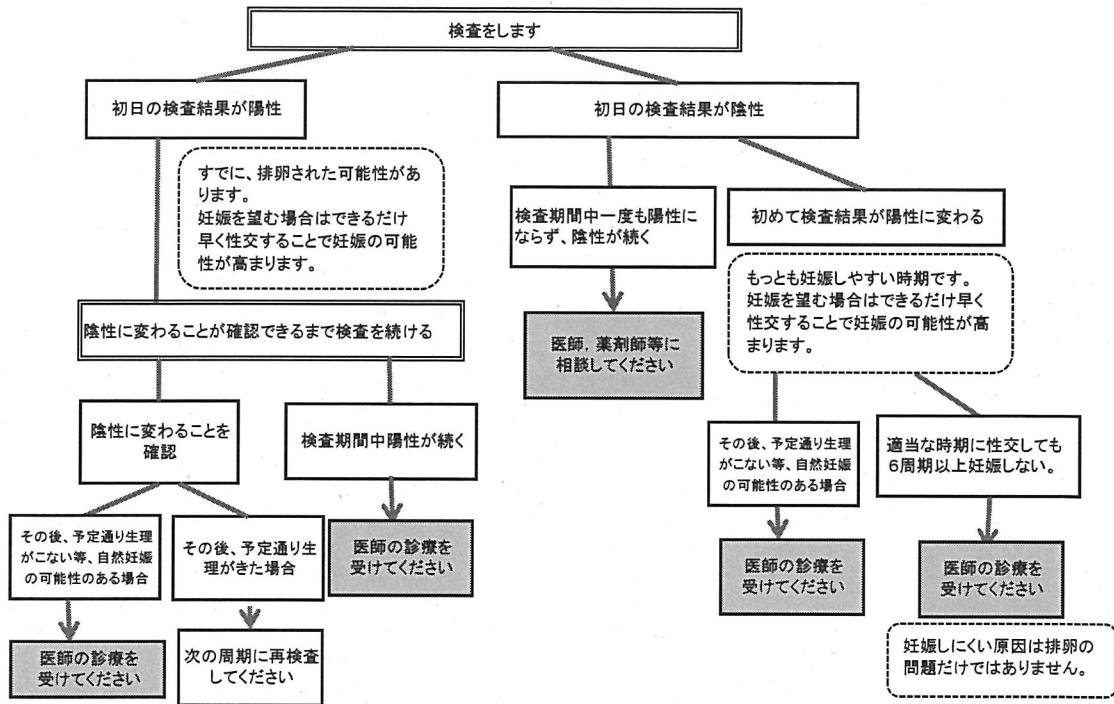 検査をします
初日の検査結果が陽性
初日の検査結果が陰性
すでに、排卵された可能性があ
ります。
妊娠を望む場合はできるだけ
早く性交することで妊娠の可能
性が高まります。
検査期間中一度も陽性に
ならず、陰性が続く
初めて検査結果が陽性に変わる
もっとも妊娠しやすい時期です。
妊娠を望む場合はできるだけ早く
性交することで妊娠の可能性が高
まります。
陰性に変わることが確認できるまで検査を続ける
医師、薬剤師等に
相談してください
陰性に変わることを
確認
検査期間中陽性が続く
その後、予定通り生理
がこない等、自然妊娠
の可能性のある場合
適当な時期に性交しても
６周期以上妊娠しない。
その後、予定通り生理
がこない等、自然妊娠
の可能性のある場合
その後、予定通り生
理がきた場合
医師の診療を
受けてください
医師の診療を
受けてください
医師の診療を
受けてください
医師の診療を
受けてください
次の周期に再検査
してください
妊娠しにくい原因は排卵の
問題だけではありません。